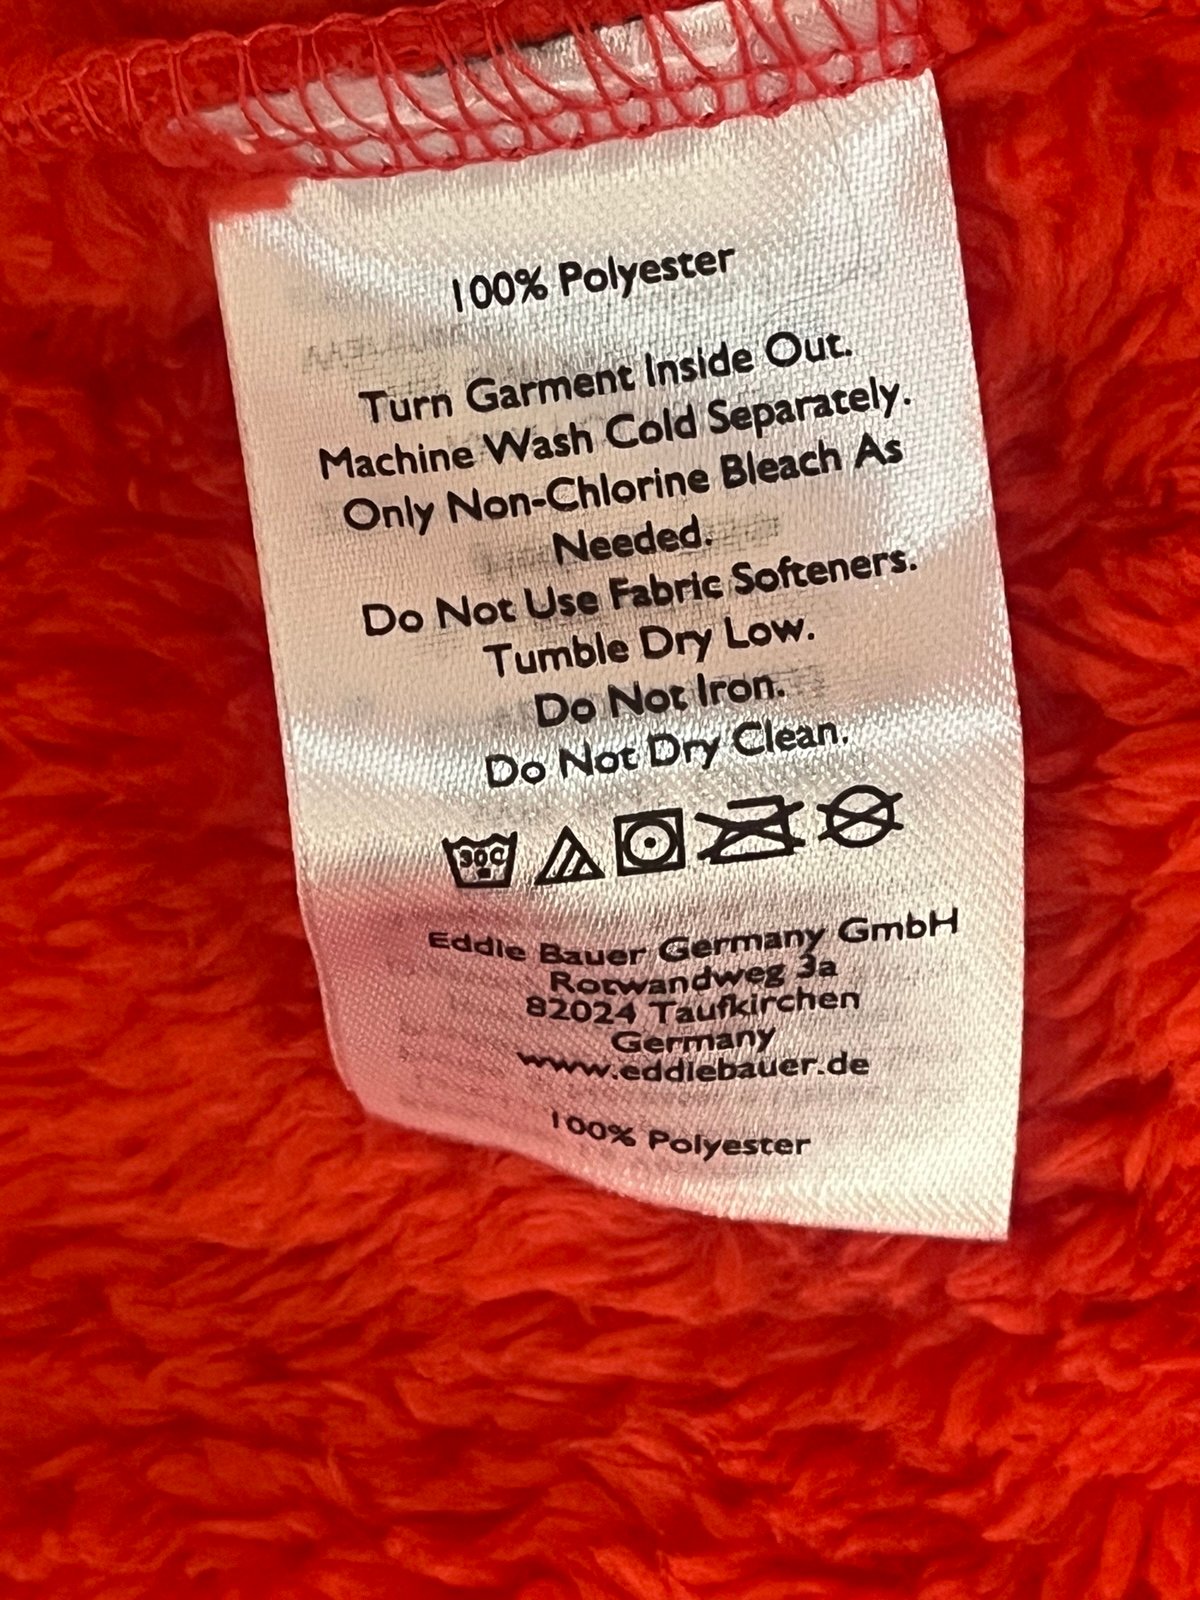 100% Polyester
Turn Garment Inside Out.
Machine Wash Cold Separately.
Only Non-Chlorine Bleach As
Needed.
Do Not Use Fabric Softeners.
Tumble Dry Low.
Do Not Iron.
Do Not Dry Clean.
30C
Eddie Bauer Germany GmbH
Rotwandweg 3a
82024 Taufkirchen
Germany
www.eddiebauer.de
100% Polyester